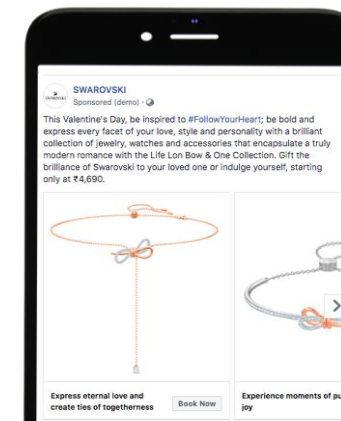 SWAROVSKI
Sponsored (demo) ·
This Valentine's Day, be inspired to #FollowYourHeart; be bold and
express every facet of your love, style and personality with a brilliant
collection of jewelry, watches and accessories that encapsulate a truly
modern romance with the Life Lon Bow & One Collection. Gift the
brilliance of Swarovski to your loved one or indulge yourself, starting
only at ₹4,690.
Express eternal love and
create ties of togetherness
Book Now
Experience moments of pu
joy